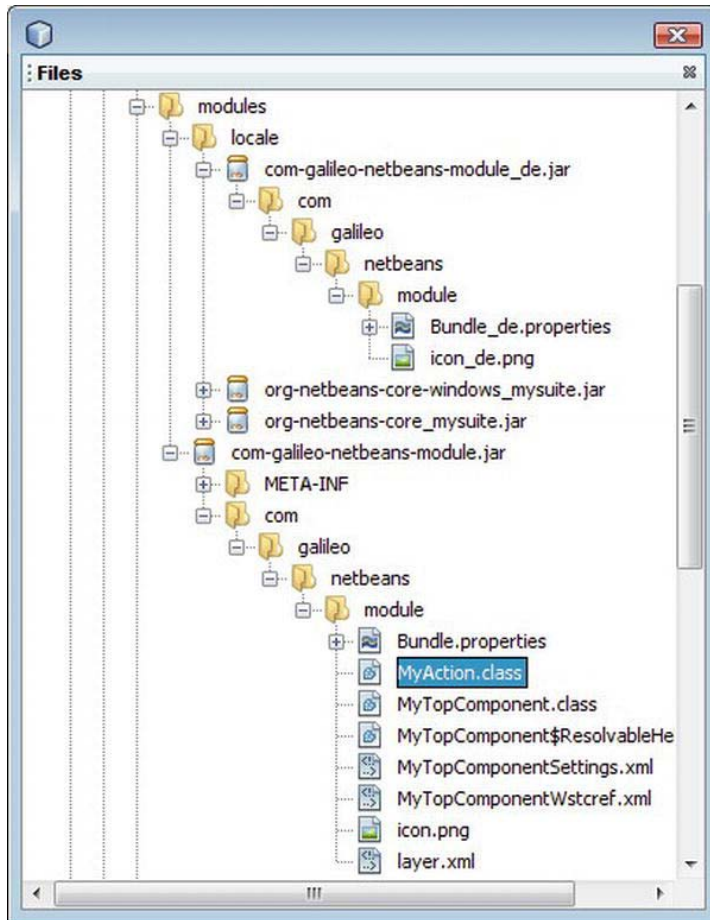 Files
modules
locale
com-galileo-netbeans-module_de.jar
com
galileo
netbeans
module
Bundle_de.properties
icon_de.png
org-netbeans-core-windows_mysuite.jar
org-netbeans-core_mysuite.jar
com-galileo-netbeans-module.jar
META-INF
com
galileo
netbeans
module
Bundle.properties
MyAction.class
MyTopComponent.class
MyTopComponent$ResolvableHe
MyTopComponentSettings.xml
MyTopComponentWstcref.xml
icon.png
layer.xml